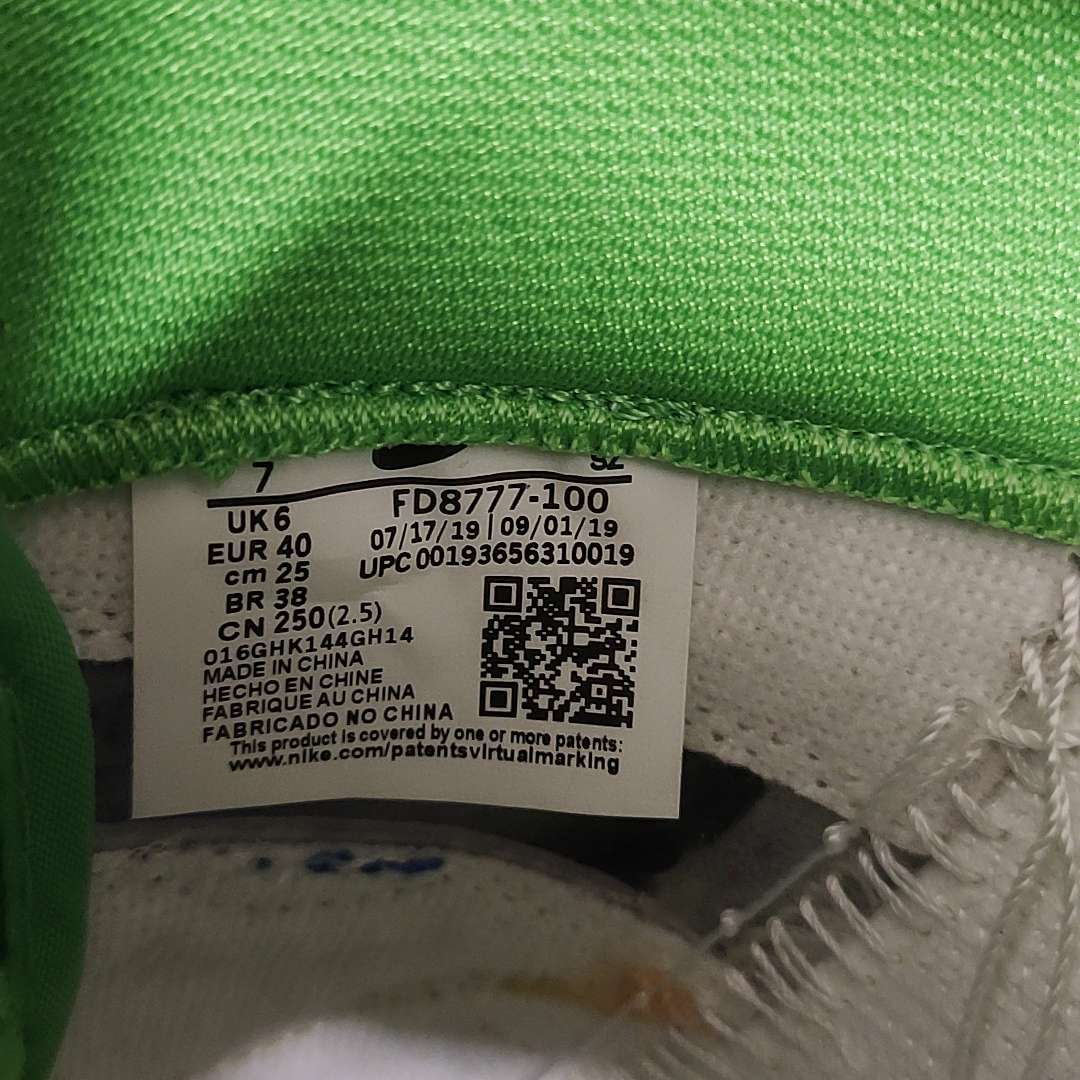 7
SZ
UK 6
EUR 40
cm 25
BR 38
CN 250(2.5)
FD8777-100
07/17/19 | 09/01/19
UPC 00193656310019
016GHK144GH14
MADE IN CHINA
HECHO EN CHINE
FABRIQUE AU CHINA
FABRICADO NO CHINA
This product is covered by one or more patents:
www.nike.com/patentsvirtualmarking